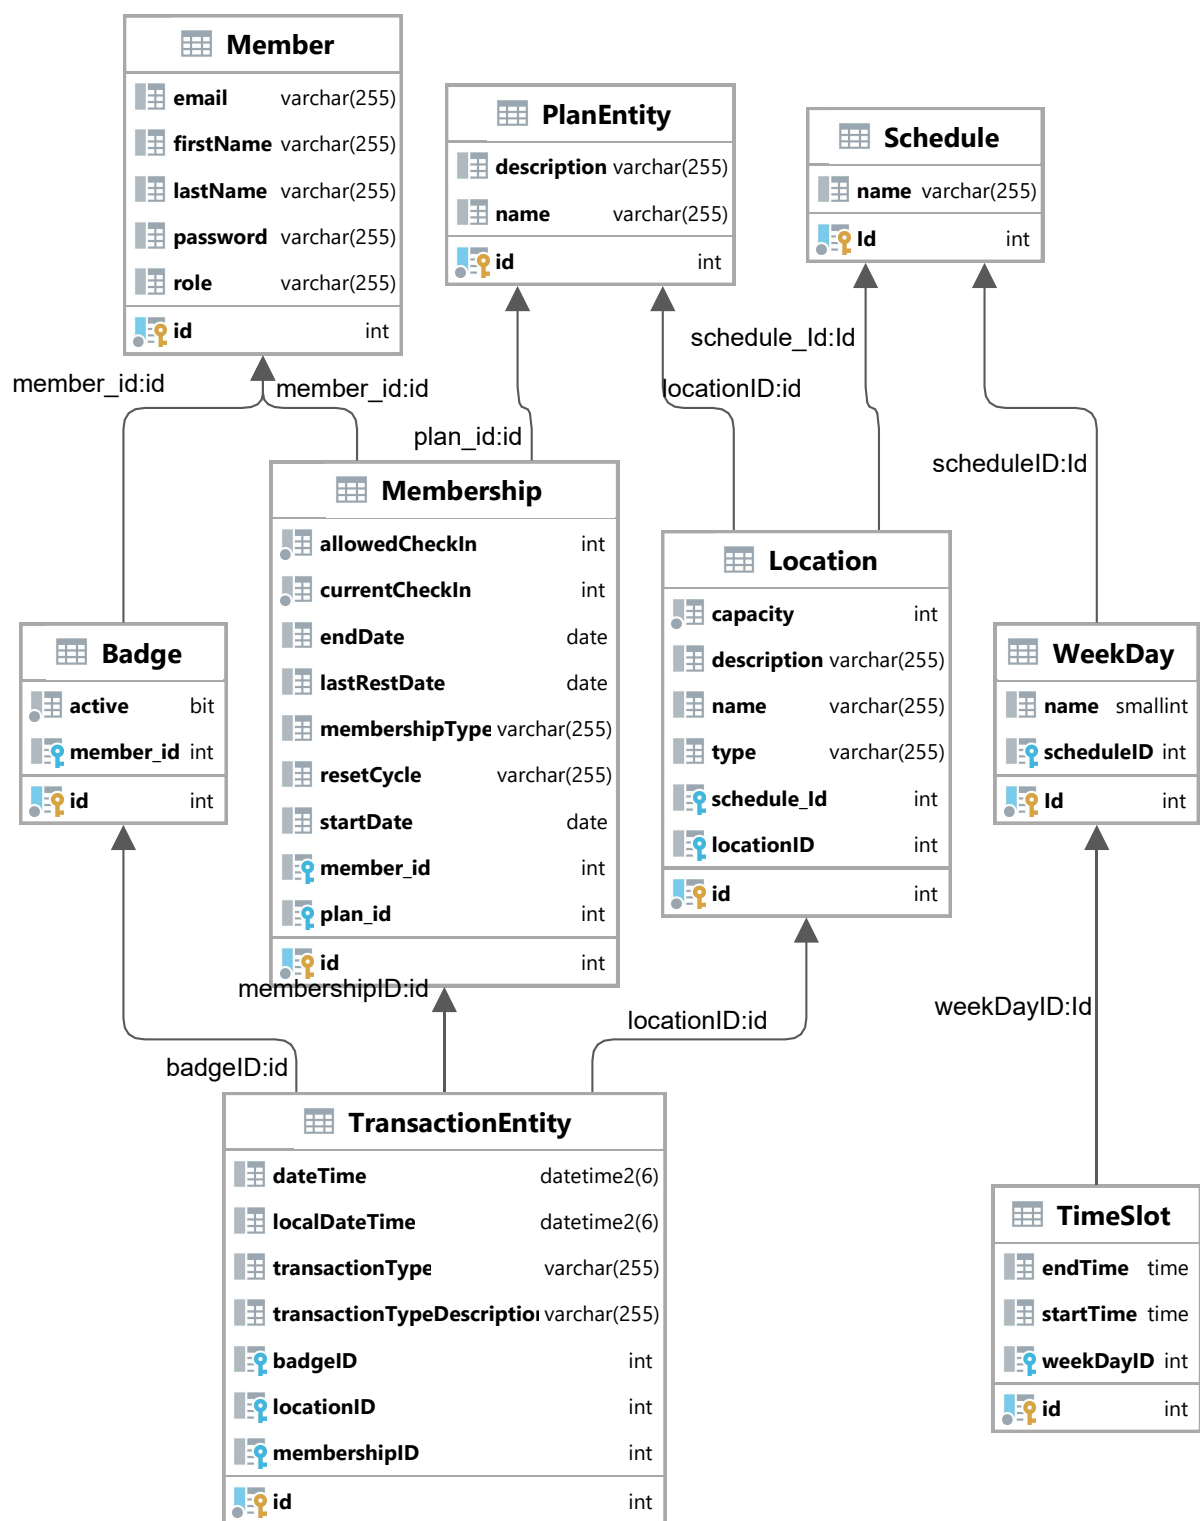 Member
email varchar(255)
firstName varchar(255)
lastName varchar(255)
password varchar(255)
role varchar(255)
id int
PlanEntity
description varchar(255)
name varchar(255)
id int
Schedule
name varchar(255)
Id int
member_id:id
member_id:id
plan_id:id
locationID:id
schedule_Id:Id
scheduleID:Id
Membership
allowedCheckIn int
currentCheckIn int
endDate date
lastRestDate date
membershipType varchar(255)
resetCycle varchar(255)
startDate date
member_id int
plan_id int
id int
Location
capacity int
description varchar(255)
name varchar(255)
type varchar(255)
schedule_Id int
locationID int
id int
Badge
active bit
member_id int
id int
WeekDay
name smallint
scheduleID int
Id int
membershipID:id
locationID:id
badgeID:id
weekDayID:Id
TransactionEntity
dateTime datetime2(6)
localDateTime datetime2(6)
transactionType varchar(255)
transactionTypeDescription varchar(255)
badgeID int
locationID int
membershipID int
id int
TimeSlot
endTime time
startTime time
weekDayID int
id int